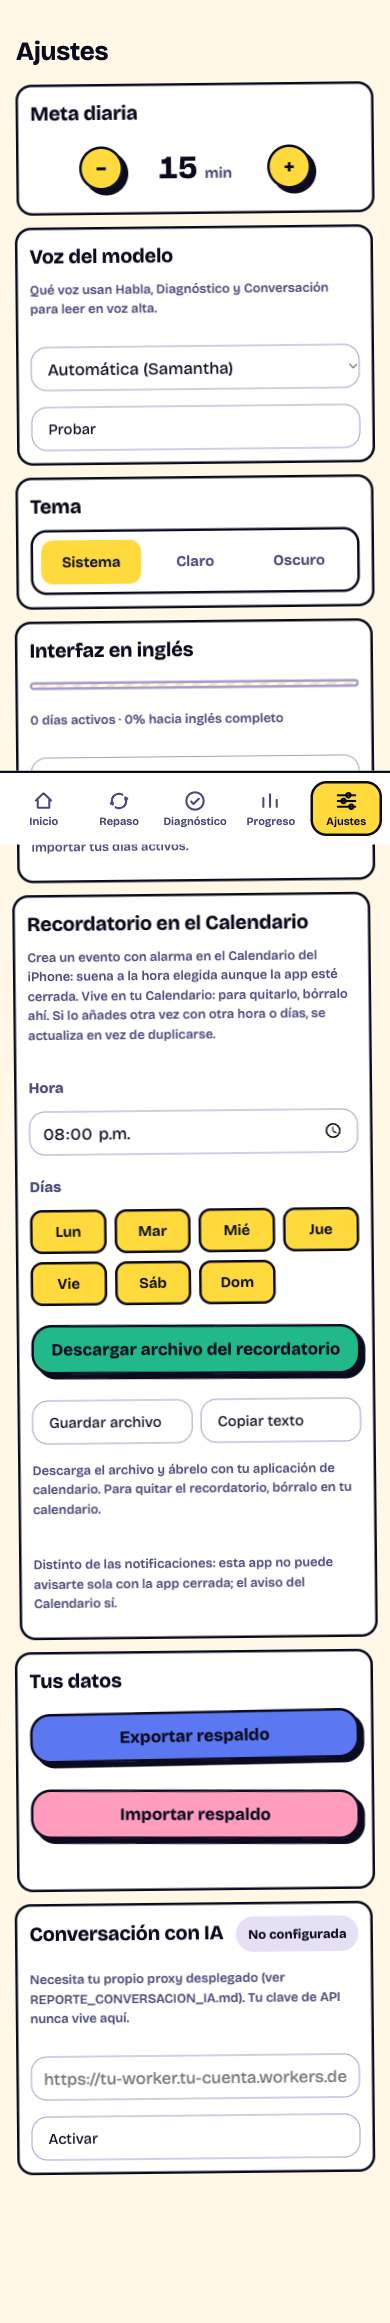 Ajustes
Meta diaria
- 15 min +
Voz del modelo
Qué voz usan Habla, Diagnóstico y Conversación
para leer en voz alta.
Automática (Samantha)
Probar
Tema
Sistema Claro Oscuro
Interfaz en inglés
0 días activos · 0% hacia inglés completo
Inicio Repaso Diagnóstico Progreso Ajustes
importar tus días activos.
Recordatorio en el Calendario
Crea un evento con alarma en el Calendario del
iPhone: suena a la hora elegida aunque la app esté
cerrada. Vive en tu Calendario: para quitarlo, bórralo
ahí. Si lo añades otra vez con otra hora o días, se
actualiza en vez de duplicarse.
Hora
08:00 p.m.
Días
Lun Mar Mié Jue
Vie Sáb Dom
Descargar archivo del recordatorio
Guardar archivo Copiar texto
Descarga el archivo y ábrelo con tu aplicación de
calendario. Para quitar el recordatorio, bórralo en tu
calendario.
Distinto de las notificaciones: esta app no puede
avisarte sola con la app cerrada; el aviso del
Calendario sí.
Tus datos
Exportar respaldo
Importar respaldo
Conversación con IA No configurada
Necesita tu propio proxy desplegado (ver
REPORTE_CONVERSACION_IA.md). Tu clave de API
nunca vive aquí.
https://tu-worker.tu-cuenta.workers.de
Activar